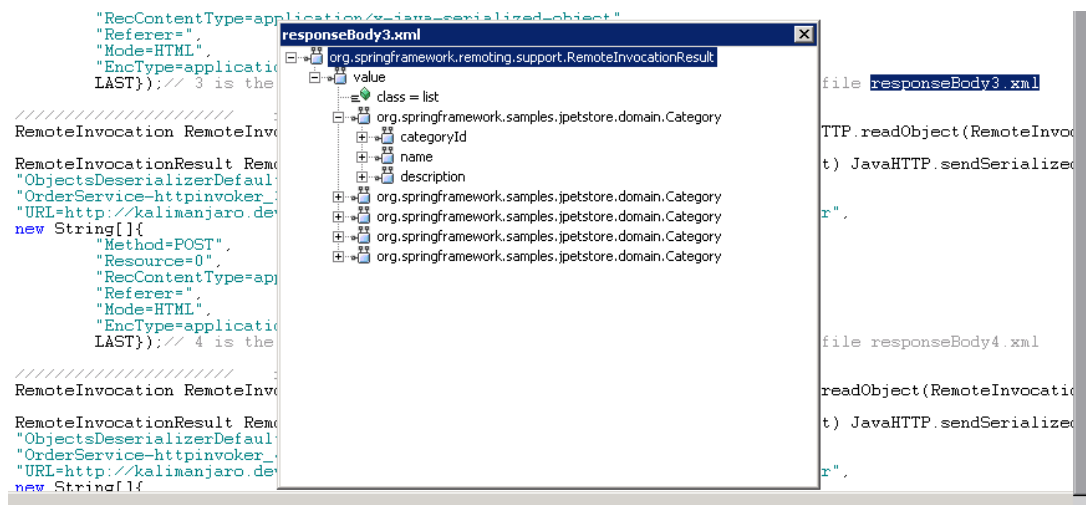 "RecContentType=application/x-java-serialized-object"
"Referer=",
"Mode=HTML",
"EncType=applicatio
LAST});// 3 is the
file responseBody3.xml
///////////////////////
RemoteInvocation RemoteInvo
TTP.readObject(RemoteInvoc
RemoteInvocationResult Remo
t) JavaHTTP.sendSerialized
"ObjectsDeserializerDefaul
"OrderService-httpinvoker_
"URL=http://kalimanjaro.de
r",
new String[]{
"Method=POST",
"Resource=0",
"RecContentType=app
"Referer=",
"Mode=HTML",
"EncType=applicatio
LAST});// 4 is the
file responseBody4.xml
///////////////////////
RemoteInvocation RemoteInvo
readObject(RemoteInvocatio
RemoteInvocationResult Remo
t) JavaHTTP.sendSerialized
"ObjectsDeserializerDefaul
"OrderService-httpinvoker_
"URL=http://kalimanjaro.de
r",
new String[]{
responseBody3.xml
org.springframework.remoting.support.RemoteInvocationResult
value
class = list
org.springframework.samples.jpetstore.domain.Category
categoryId
name
description
org.springframework.samples.jpetstore.domain.Category
org.springframework.samples.jpetstore.domain.Category
org.springframework.samples.jpetstore.domain.Category
org.springframework.samples.jpetstore.domain.Category